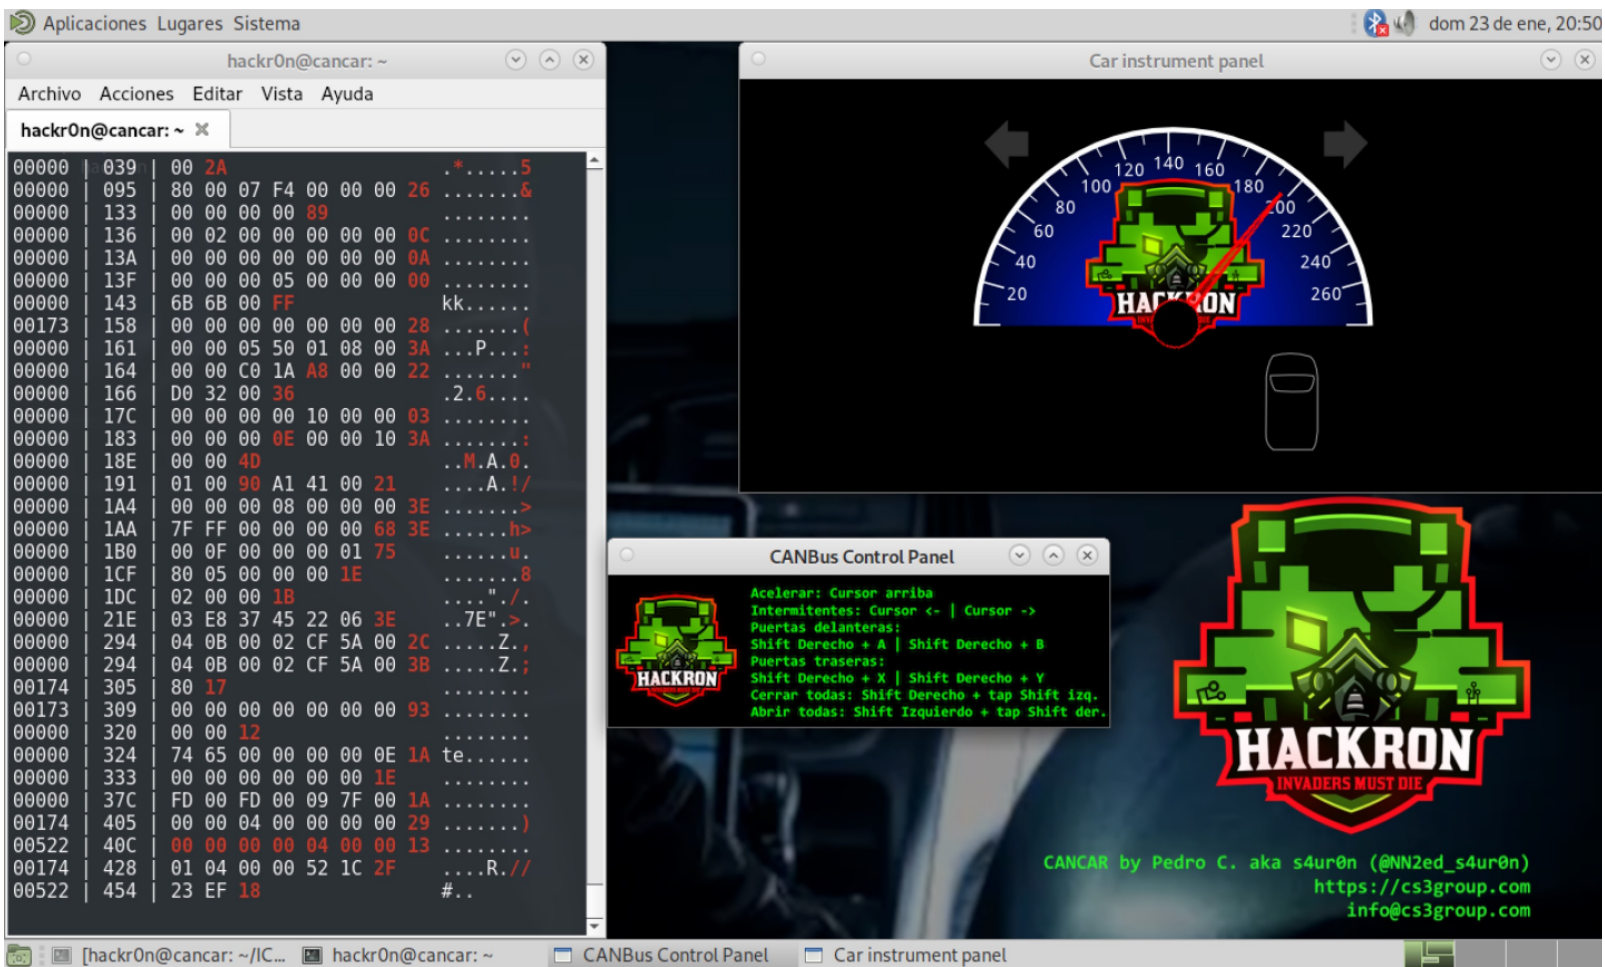 Aplicaciones Lugares Sistema
dom 23 de ene, 20:50
hackr0n@cancar: ~
Archivo Acciones Editar Vista Ayuda
hackr0n@cancar: ~
00000 | 039 | 00 2A .*.....5
00000 | 095 | 80 00 07 F4 00 00 00 26 .......&
00000 | 133 | 00 00 00 00 89 ........
00000 | 136 | 00 02 00 00 00 00 00 0C ........
00000 | 13A | 00 00 00 00 00 00 00 0A ........
00000 | 13F | 00 00 00 05 00 00 00 00 ........
00000 | 143 | 6B 6B 00 FF kk......
00173 | 158 | 00 00 00 00 00 00 00 28 .......(
00000 | 161 | 00 00 05 50 01 08 00 3A ...P...:
00000 | 164 | 00 00 C0 1A A8 00 00 22 ......."
00000 | 166 | D0 32 00 36 .2.6....
00000 | 17C | 00 00 00 00 10 00 00 03 ........
00000 | 183 | 00 00 00 0E 00 00 10 3A .......:
00000 | 18E | 00 00 4D ..M.A.0.
00000 | 191 | 01 00 90 A1 41 00 21 ....A.!/
00000 | 1A4 | 00 00 00 08 00 00 00 3E .......>
00000 | 1AA | 7F FF 00 00 00 00 68 3E ......h>
00000 | 1B0 | 00 0F 00 00 00 01 75 ......u.
00000 | 1CF | 80 05 00 00 00 1E .......8
00000 | 1DC | 02 00 00 1B ....."./.
00000 | 21E | 03 E8 37 45 22 06 3E ..7E".>.
00000 | 294 | 04 0B 00 02 CF 5A 00 2C .....Z.,
00000 | 294 | 04 0B 00 02 CF 5A 00 3B .....Z.;
00174 | 305 | 80 17 ........
00173 | 309 | 00 00 00 00 00 00 00 93 ........
00000 | 320 | 00 00 12 ........
00000 | 324 | 74 65 00 00 00 00 0E 1A te......
00000 | 333 | 00 00 00 00 00 00 1E ........
00000 | 37C | FD 00 FD 00 09 7F 00 1A ........
00174 | 405 | 00 00 04 00 00 00 00 29 .......)
00522 | 40C | 00 00 00 00 04 00 00 13 ........
00174 | 428 | 01 04 00 00 52 1C 2F ....R.//
00522 | 454 | 23 EF 18 #..
Car instrument panel
20 40 60 80 100 120 140 160 180 200 220 240 260
HACKRON
CANBus Control Panel
Acelerar: Cursor arriba
Intermitentes: Cursor <- | Cursor ->
Puertas delanteras:
Shift Derecho + A | Shift Derecho + B
Puertas traseras:
Shift Derecho + X | Shift Derecho + Y
Cerrar todas: Shift Derecho + tap Shift izq.
Abrir todas: Shift Izquierdo + tap Shift der.
HACKRON
INVADERS MUST DIE
HACKRON
INVADERS MUST DIE
CANCAR by Pedro C. aka s4ur0n (@NN2ed_s4ur0n)
https://cs3group.com
info@cs3group.com
[hackr0n@cancar: ~/IC...
hackr0n@cancar: ~
CANBus Control Panel
Car instrument panel